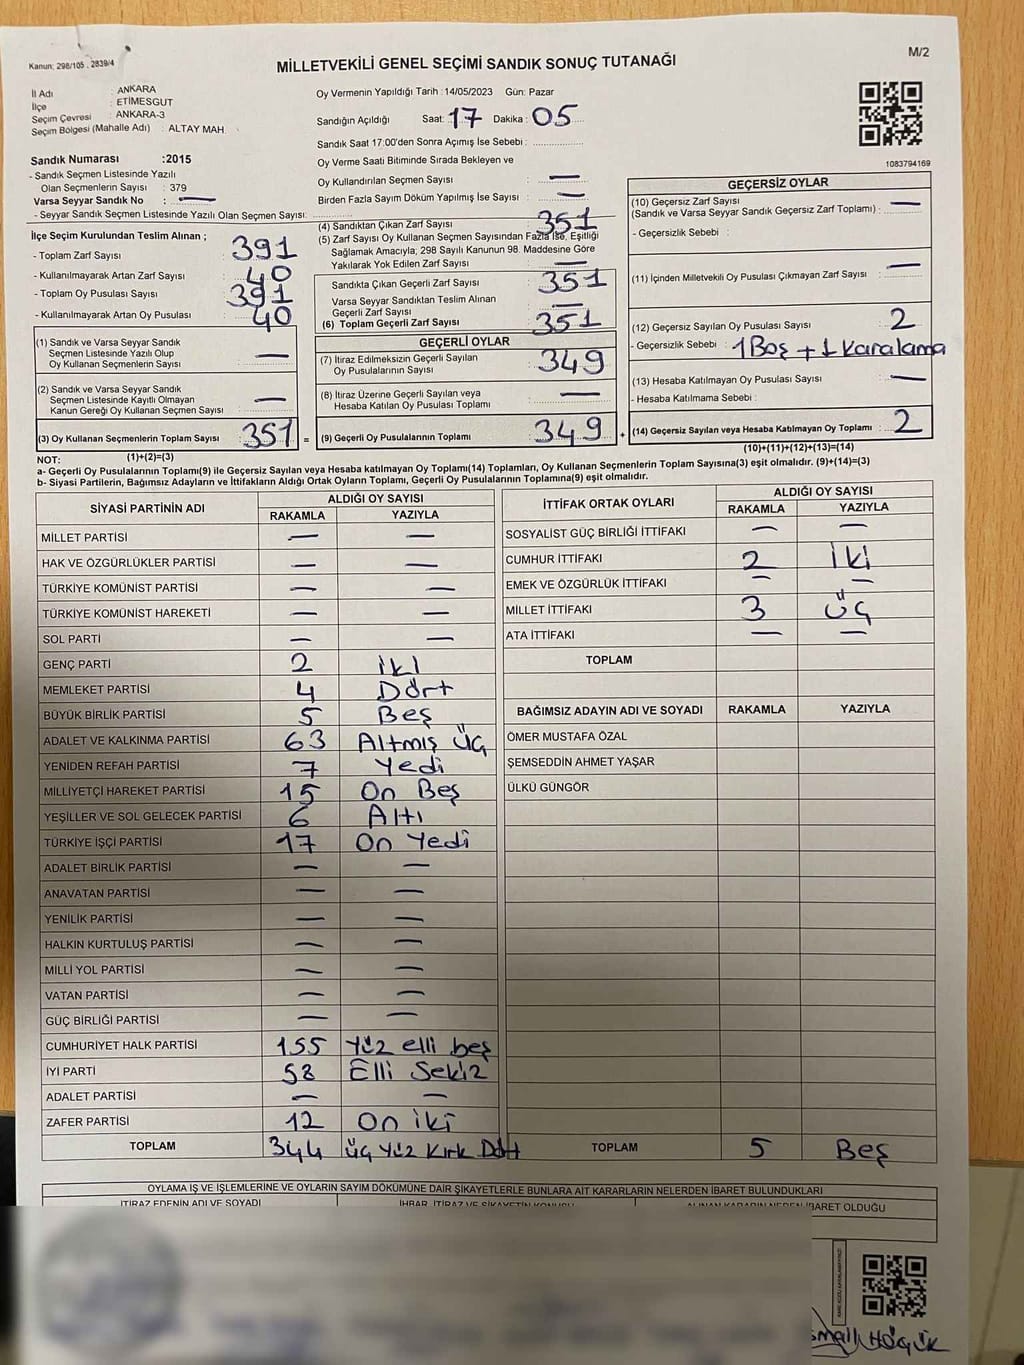 Kanun: 298/105 , 2839/4
M/2
MİLLETVEKİLİ GENEL SEÇİMİ SANDIK SONUÇ TUTANAĞI
İl Adı : ANKARA
İlçe : ETİMESGUT
Seçim Çevresi : ANKARA-3
Seçim Bölgesi (Mahalle Adı) : ALTAY MAH.
Sandık Numarası :2015
- Sandık Seçmen Listesinde Yazılı
Olan Seçmenlerin Sayısı : 379
Varsa Seyyar Sandık No : —
- Seyyar Sandık Seçmen Listesinde Yazılı Olan Seçmen Sayısı:
Oy Vermenin Yapıldığı Tarih :14/05/2023 Gün: Pazar
Sandığın Açıldığı Saat: 17 Dakika: 05
Sandık Saat 17:00'den Sonra Açımış İse Sebebi :
Oy Verme Saati Bitiminde Sırada Bekleyen ve
Oy Kullandırılan Seçmen Sayısı : —
Birden Fazla Sayım Döküm Yapılmış İse Sayısı : —
1083794169
İlçe Seçim Kurulundan Teslim Alınan ;
- Toplam Zarf Sayısı : 391
- Kullanılmayarak Artan Zarf Sayısı : 40
- Toplam Oy Pusulası Sayısı : 391
- Kullanılmayarak Artan Oy Pusulası : 40
(1) Sandık ve Varsa Seyyar Sandık
Seçmen Listesinde Yazılı Olup
Oy Kullanan Seçmenlerin Sayısı : —
(2) Sandık ve Varsa Seyyar Sandık
Seçmen Listesinde Kayıtlı Olmayan
Kanun Gereği Oy Kullanan Seçmen Sayısı : —
(3) Oy Kullanan Seçmenlerin Toplam Sayısı : 351 =
(4) Sandıktan Çıkan Zarf Sayısı : 351
(5) Zarf Sayısı Oy Kullanan Seçmen Sayısından Fazla İse, Eşitliği
Sağlamak Amacıyla; 298 Sayılı Kanunun 98. Maddesine Göre
Yakılarak Yok Edilen Zarf Sayısı : —
Sandıkta Çıkan Geçerli Zarf Sayısı : 351
Varsa Seyyar Sandıktan Teslim Alınan
Geçerli Zarf Sayısı : —
(6) Toplam Geçerli Zarf Sayısı : 351
GEÇERLİ OYLAR
(7) İtiraz Edilmeksizin Geçerli Sayılan
Oy Pusulalarının Sayısı : 349
(8) İtiraz Üzerine Geçerli Sayılan veya
Hesaba Katılan Oy Pusulası Toplamı : —
(9) Geçerli Oy Pusulalarının Toplamı : 349 +
GEÇERSİZ OYLAR
(10) Geçersiz Zarf Sayısı
(Sandık ve Varsa Seyyar Sandık Geçersiz Zarf Toplamı) : —
- Geçersizlik Sebebi :
(11) İçinden Milletvekili Oy Pusulası Çıkmayan Zarf Sayısı : —
(12) Geçersiz Sayılan Oy Pusulası Sayısı : 2
- Geçersizlik Sebebi : 1 Boş + 1 Karalama
(13) Hesaba Katılmayan Oy Pusulası Sayısı : —
- Hesaba Katılmama Sebebi :
(14) Geçersiz Sayılan veya Hesaba Katılmayan Oy Toplamı : 2
NOT: (1)+(2)=(3) (10)+(11)+(12)+(13)=(14)
a- Geçerli Oy Pusulalarının Toplamı(9) ile Geçersiz Sayılan veya Hesaba katılmayan Oy Toplamı(14) Toplamları, Oy Kullanan Seçmenlerin Toplam Sayısına(3) eşit olmalıdır. (9)+(14)=(3)
b- Siyasi Partilerin, Bağımsız Adayların ve İttifakların Aldığı Ortak Oyların Toplamı, Geçerli Oy Pusulalarının Toplamına(9) eşit olmalıdır.
SİYASİ PARTİNİN ADI ALDIĞI OY SAYISI
RAKAMLA YAZIYLA
MİLLET PARTİSİ — —
HAK VE ÖZGÜRLÜKLER PARTİSİ — —
TÜRKİYE KOMÜNİST PARTİSİ — —
TÜRKİYE KOMÜNİST HAREKETİ — —
SOL PARTİ — —
GENÇ PARTİ 2 iki
MEMLEKET PARTİSİ 4 Dört
BÜYÜK BİRLİK PARTİSİ 5 Beş
ADALET VE KALKINMA PARTİSİ 63 Altmış üç
YENİDEN REFAH PARTİSİ 7 Yedi
MİLLİYETÇİ HAREKET PARTİSİ 15 On Beş
YEŞİLLER VE SOL GELECEK PARTİSİ 6 Altı
TÜRKİYE İŞÇİ PARTİSİ 17 On Yedi
ADALET BİRLİK PARTİSİ — —
ANAVATAN PARTİSİ — —
YENİLİK PARTİSİ — —
HALKIN KURTULUŞ PARTİSİ — —
MİLLİ YOL PARTİSİ — —
VATAN PARTİSİ — —
GÜÇ BİRLİĞİ PARTİSİ — —
CUMHURİYET HALK PARTİSİ 155 Yüz elli beş
İYİ PARTİ 58 Elli Sekiz
ADALET PARTİSİ — —
ZAFER PARTİSİ 12 On iki
TOPLAM 344 üç Yüz Kırk Dört
İTTİFAK ORTAK OYLARI ALDIĞI OY SAYISI
RAKAMLA YAZIYLA
SOSYALİST GÜÇ BİRLİĞİ İTTİFAKI — —
CUMHUR İTTİFAKI 2 İki
EMEK VE ÖZGÜRLÜK İTTİFAKI — —
MİLLET İTTİFAKI 3 üç
ATA İTTİFAKI — —
TOPLAM
BAĞIMSIZ ADAYIN ADI VE SOYADI RAKAMLA YAZIYLA
ÖMER MUSTAFA ÖZAL
ŞEMSEDDİN AHMET YAŞAR
ÜLKÜ GÜNGÖR
TOPLAM 5 Beş
OYLAMA İŞ VE İŞLEMLERİNE VE OYLARIN SAYIM DÖKÜMÜNE DAİR ŞİKAYETLERLE BUNLARA AİT KARARLARIN NELERDEN İBARET BULUNDUKLARI
İTİRAZ EDENİN ADI VE SOYADI İHBAR, İTİRAZ VE ŞİKAYETİN KONUSU ALINAN KARARIN NEDEN İBARET OLDUĞU